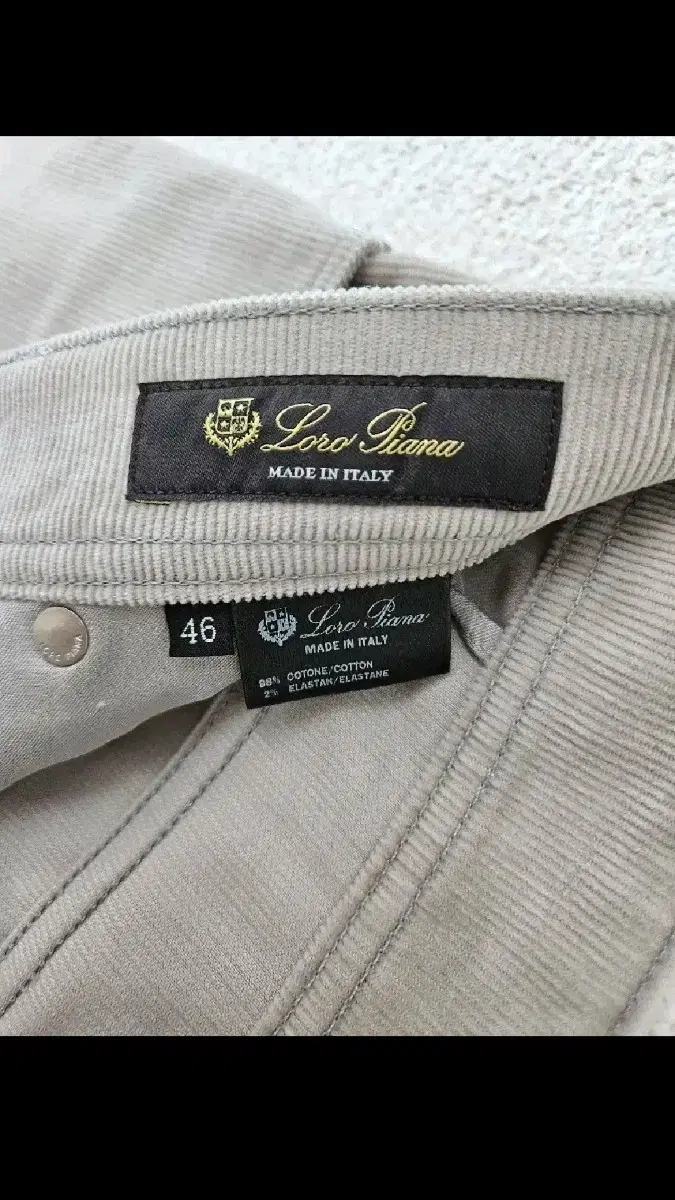 Loro Piana
MADE IN ITALY
46
Loro Piana
MADE IN ITALY
98% COTONE/COTTON
2% ELASTAN/ELASTANE